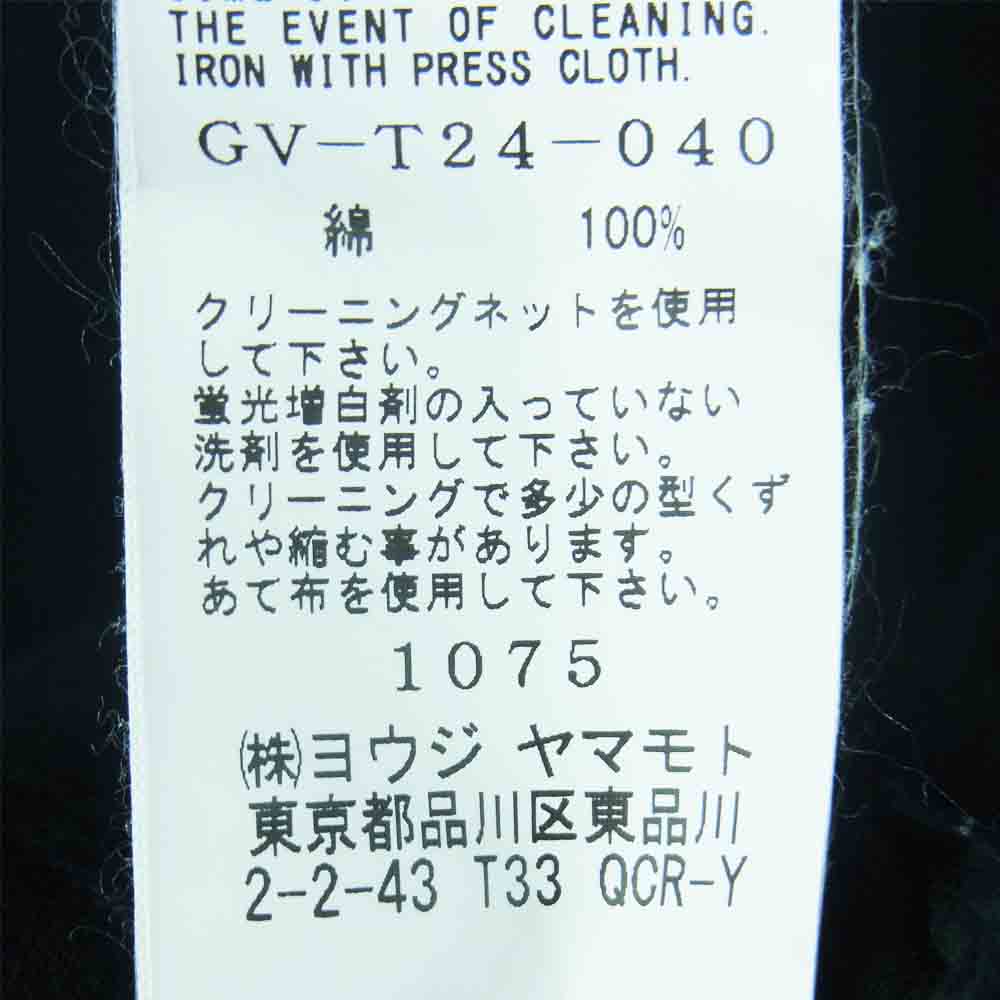 THE EVENT OF CLEANING.
IRON WITH PRESS CLOTH.
GV-T24-040
綿 100%
クリーニングネットを使用
して下さい。
蛍光増白剤の入っていない
洗剤を使用して下さい。
クリーニングで多少の型くず
れや縮む事があります。
あて布を使用して下さい。
1075
(株)ヨウジ ヤマモト
東京都品川区東品川
2-2-43 T33 QCR-Y